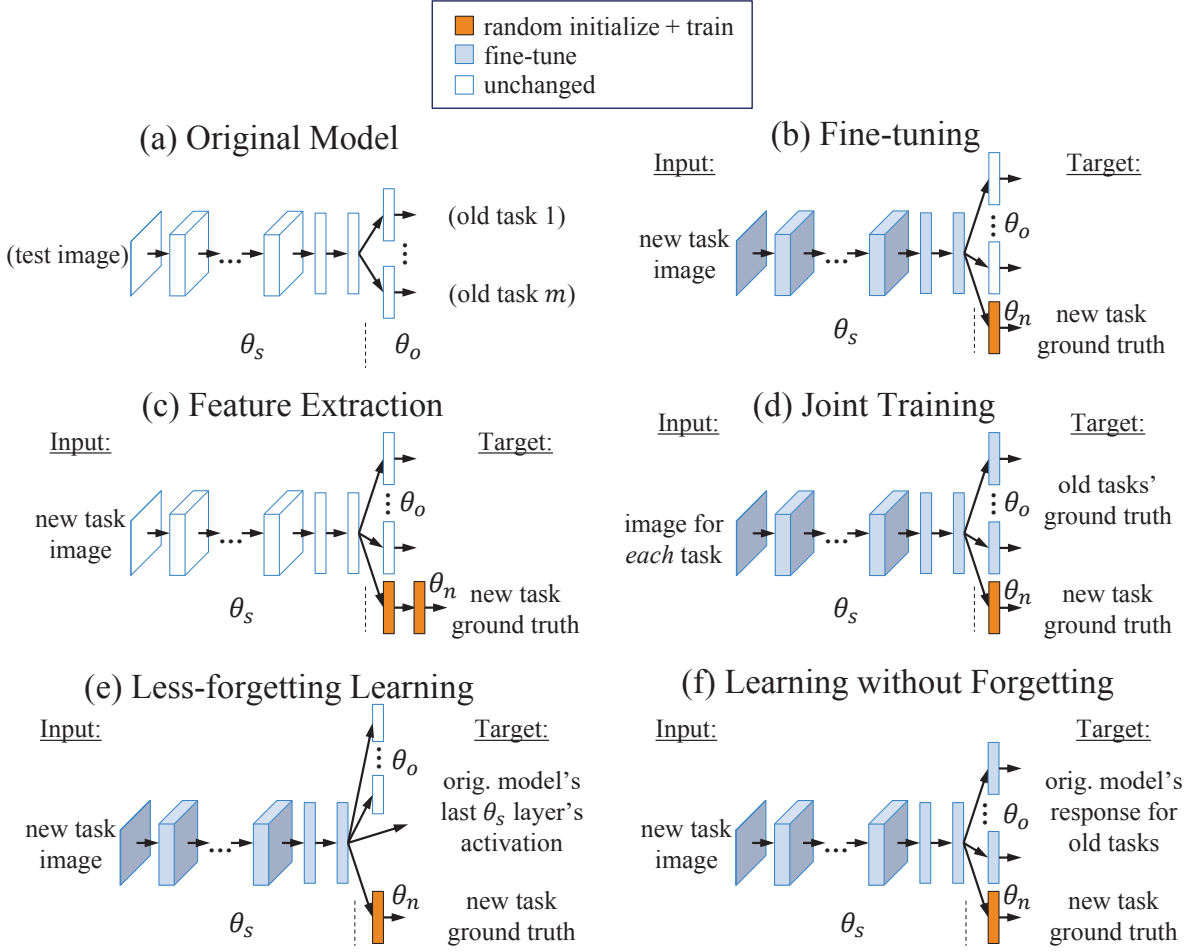 random initialize + train
fine-tune
unchanged
(a) Original Model
(test image)
...
(old task 1)
⋮
(old task m)
θs
θo
(b) Fine-tuning
Input:
Target:
new task
image
...
⋮ θo
θn
new task
ground truth
θs
(c) Feature Extraction
Input:
Target:
new task
image
...
⋮ θo
θn
new task
ground truth
θs
(d) Joint Training
Input:
Target:
image for
each task
...
⋮ θo
old tasks'
ground truth
θn
new task
ground truth
θs
(e) Less-forgetting Learning
Input:
Target:
new task
image
...
⋮ θo
orig. model's
last θs layer's
activation
θn
new task
ground truth
θs
(f) Learning without Forgetting
Input:
Target:
new task
image
...
⋮ θo
orig. model's
response for
old tasks
θn
new task
ground truth
θs